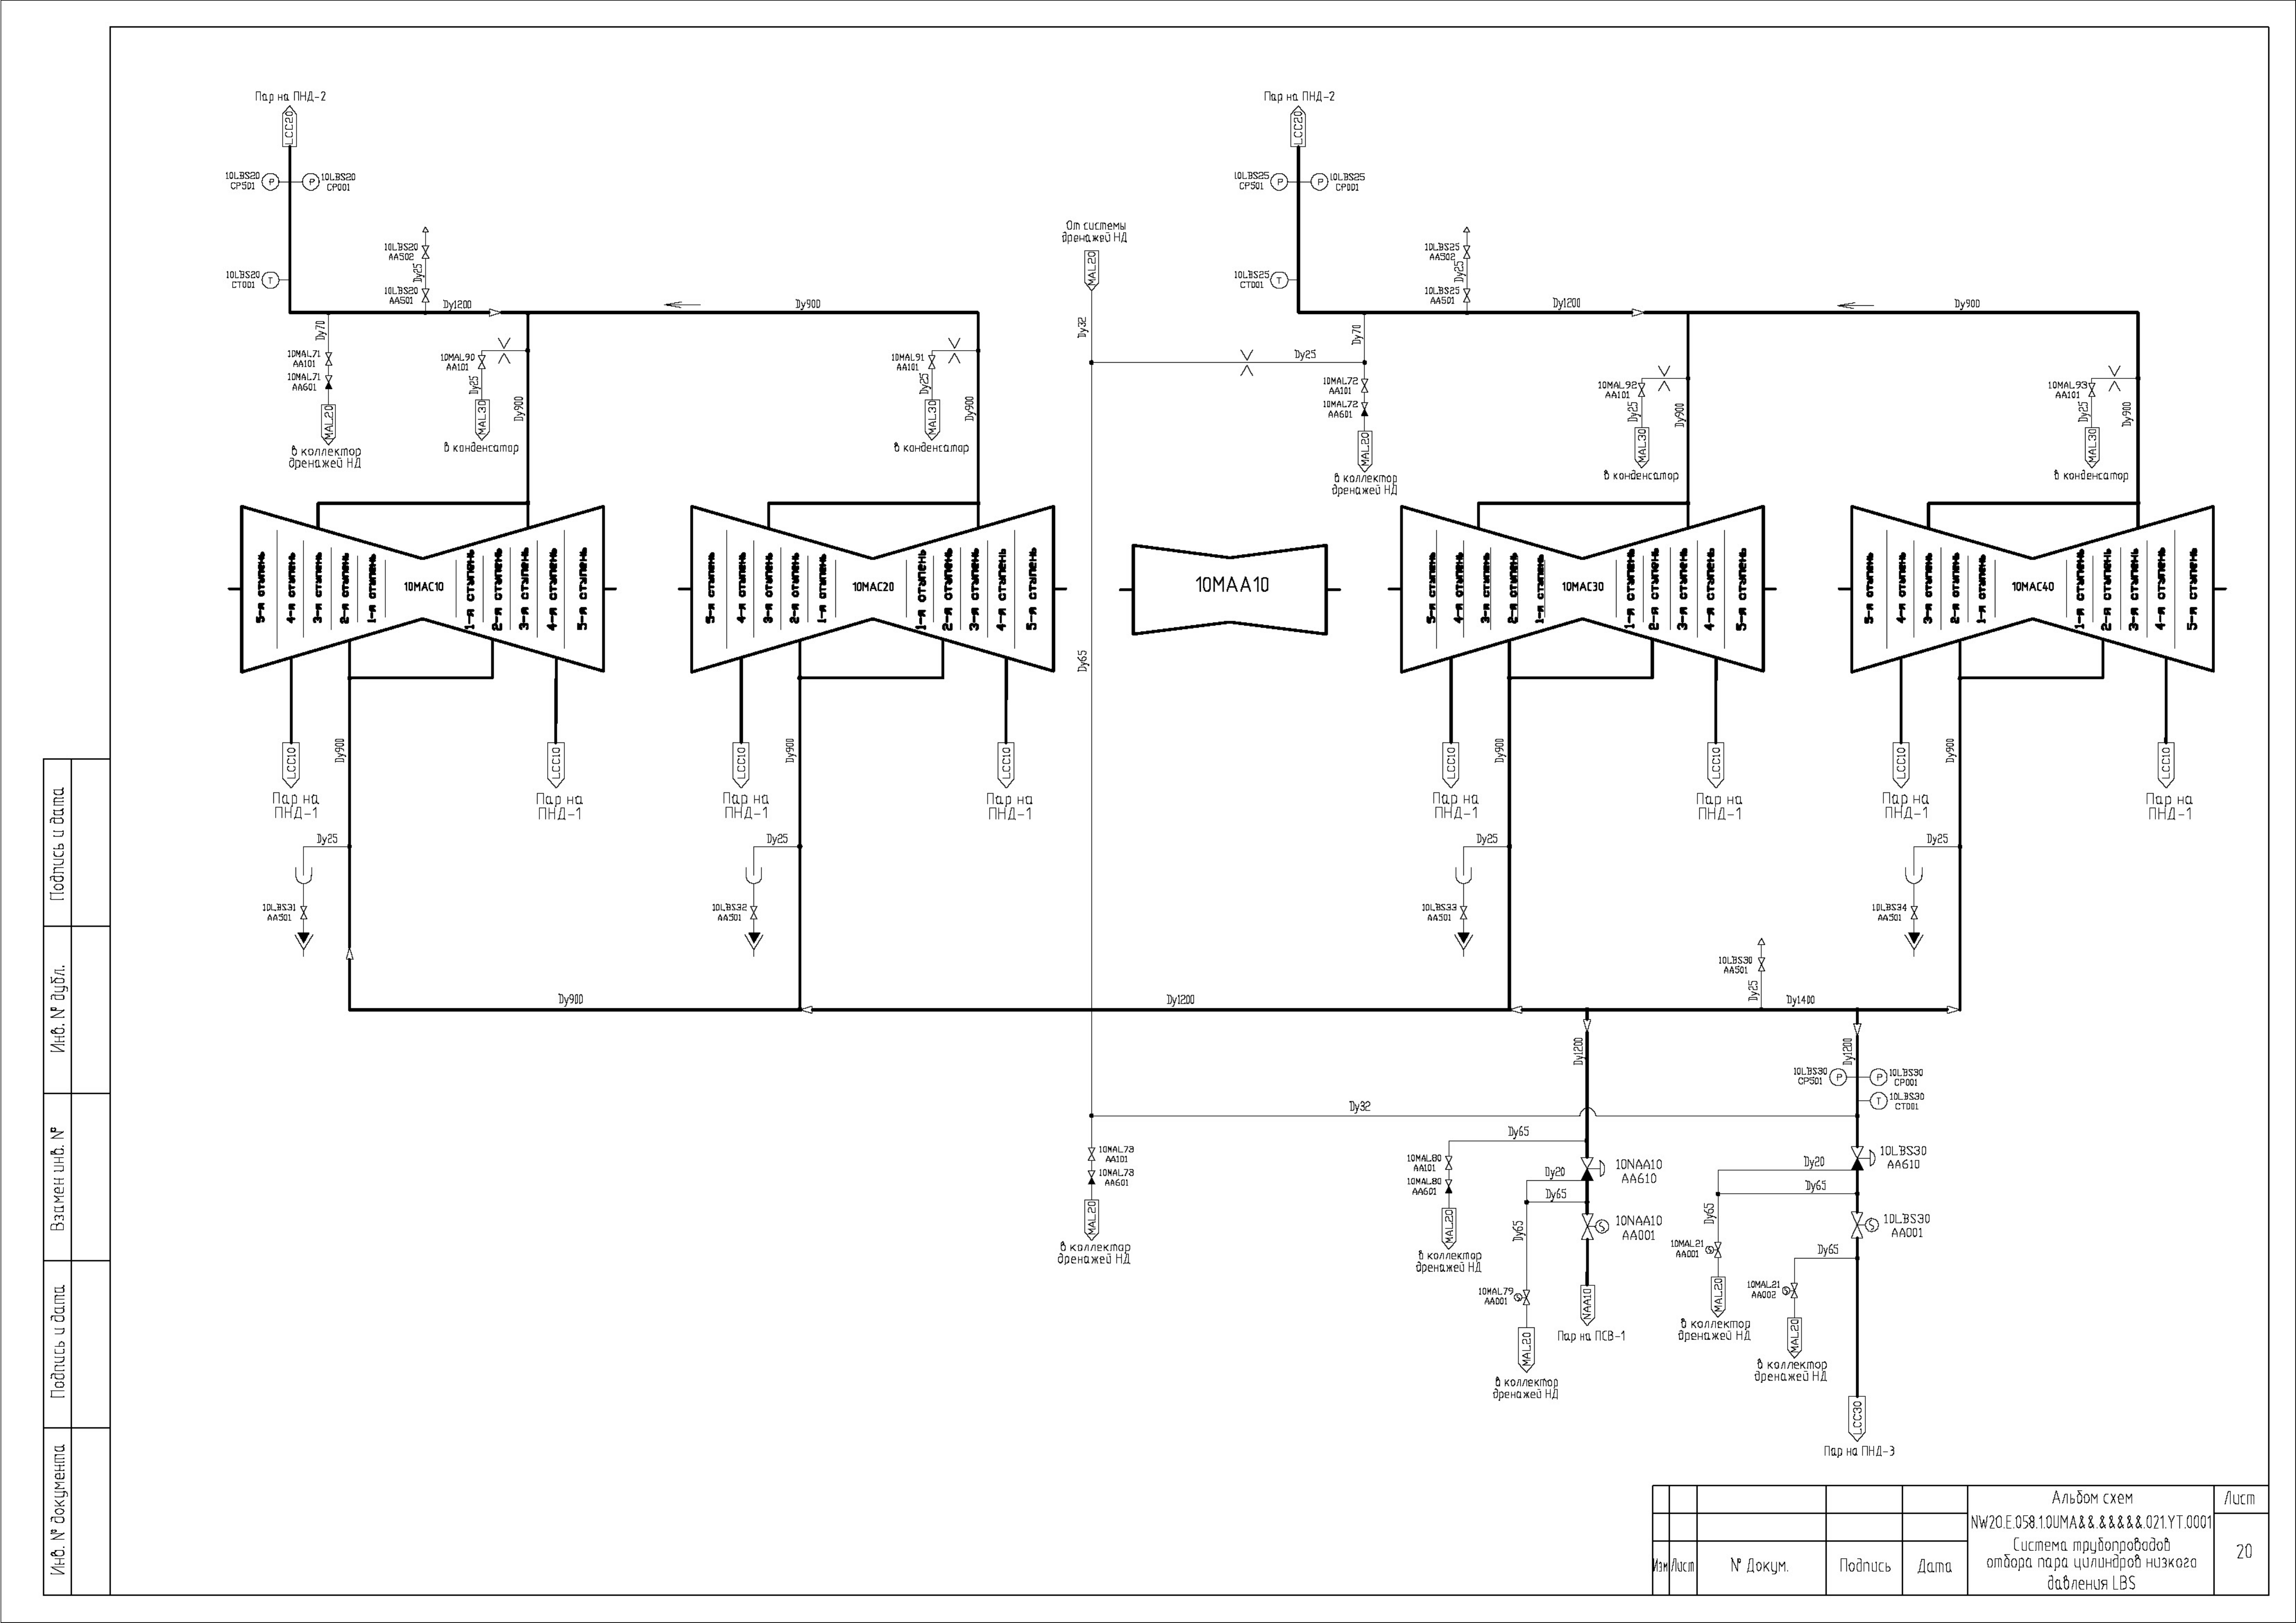 Пар на ПНД-2
LCC20
10LBS20
CP501
P
P
10LBS20
CP001
10LBS20
CT001
T
10LBS20
AA502
Dy25
10LBS20
AA501
Dy1200
Dy900
Dy70
10MAL71
AA101
10MAL71
AA601
MAL20
в коллектор
дренажей НД
10MAL90
AA101
Dy25
MAL30
в конденсатор
Dy900
10MAL91
AA101
Dy25
MAL30
в конденсатор
Dy900
От системы
дренажей НД
MAL20
Dy32
Dy65
Пар на ПНД-2
LCC20
10LBS25
CP501
P
P
10LBS25
CP001
10LBS25
CT001
T
10LBS25
AA502
Dy25
10LBS25
AA501
Dy1200
Dy900
Dy70
Dy25
10MAL72
AA101
10MAL72
AA601
MAL20
в коллектор
дренажей НД
10MAL92
AA101
Dy25
MAL30
в конденсатор
Dy900
10MAL93
AA101
Dy25
MAL30
в конденсатор
Dy900
5-я ступень
4-я ступень
3-я ступень
2-я ступень
1-я ступень
10MAC10
1-я ступень
2-я ступень
3-я ступень
4-я ступень
5-я ступень
5-я ступень
4-я ступень
3-я ступень
2-я ступень
1-я ступень
10MAC20
1-я ступень
2-я ступень
3-я ступень
4-я ступень
5-я ступень
10MAA10
5-я ступень
4-я ступень
3-я ступень
2-я ступень
1-я ступень
10MAC30
1-я ступень
2-я ступень
3-я ступень
4-я ступень
5-я ступень
5-я ступень
4-я ступень
3-я ступень
2-я ступень
1-я ступень
10MAC40
1-я ступень
2-я ступень
3-я ступень
4-я ступень
5-я ступень
LCC10
Пар на
ПНД-1
Dy900
LCC10
Пар на
ПНД-1
LCC10
Пар на
ПНД-1
Dy900
LCC10
Пар на
ПНД-1
LCC10
Пар на
ПНД-1
Dy900
LCC10
Пар на
ПНД-1
LCC10
Пар на
ПНД-1
Dy900
LCC10
Пар на
ПНД-1
Dy25
10LBS31
AA501
Dy25
10LBS32
AA501
Dy25
10LBS33
AA501
Dy25
10LBS34
AA501
10LBS30
AA501
Dy25
Dy900
Dy1200
Dy1400
Dy1200
Dy1200
10LBS30
CP501
P
P
10LBS30
CP001
T
10LBS30
CT001
Dy32
10MAL73
AA101
10MAL73
AA601
MAL20
в коллектор
дренажей НД
Dy65
10MAL80
AA101
10MAL80
AA601
MAL20
в коллектор
дренажей НД
10NAA10
AA610
Dy20
Dy65
Dy65
10NAA10
AA001
10MAL79
AA001
MAL20
в коллектор
дренажей НД
NAA10
Пар на ПСВ-1
10LBS30
AA610
Dy20
Dy65
Dy65
10LBS30
AA001
10MAL21
AA001
MAL20
в коллектор
дренажей НД
Dy65
10MAL21
AA002
MAL20
в коллектор
дренажей НД
LCC30
Пар на ПНД-3
Подпись и дата
Инв. № дубл.
Взамен инв. №
Подпись и дата
Инв. № документа
Изм
Лист
№ Докум.
Подпись
Дата
Альбом схем
NW2O.E.058.1.0UMA&&.&&&&&.021.YT.0001
Система трубопроводов
отбора пара цилиндров низкого
давления LBS
Лист
20